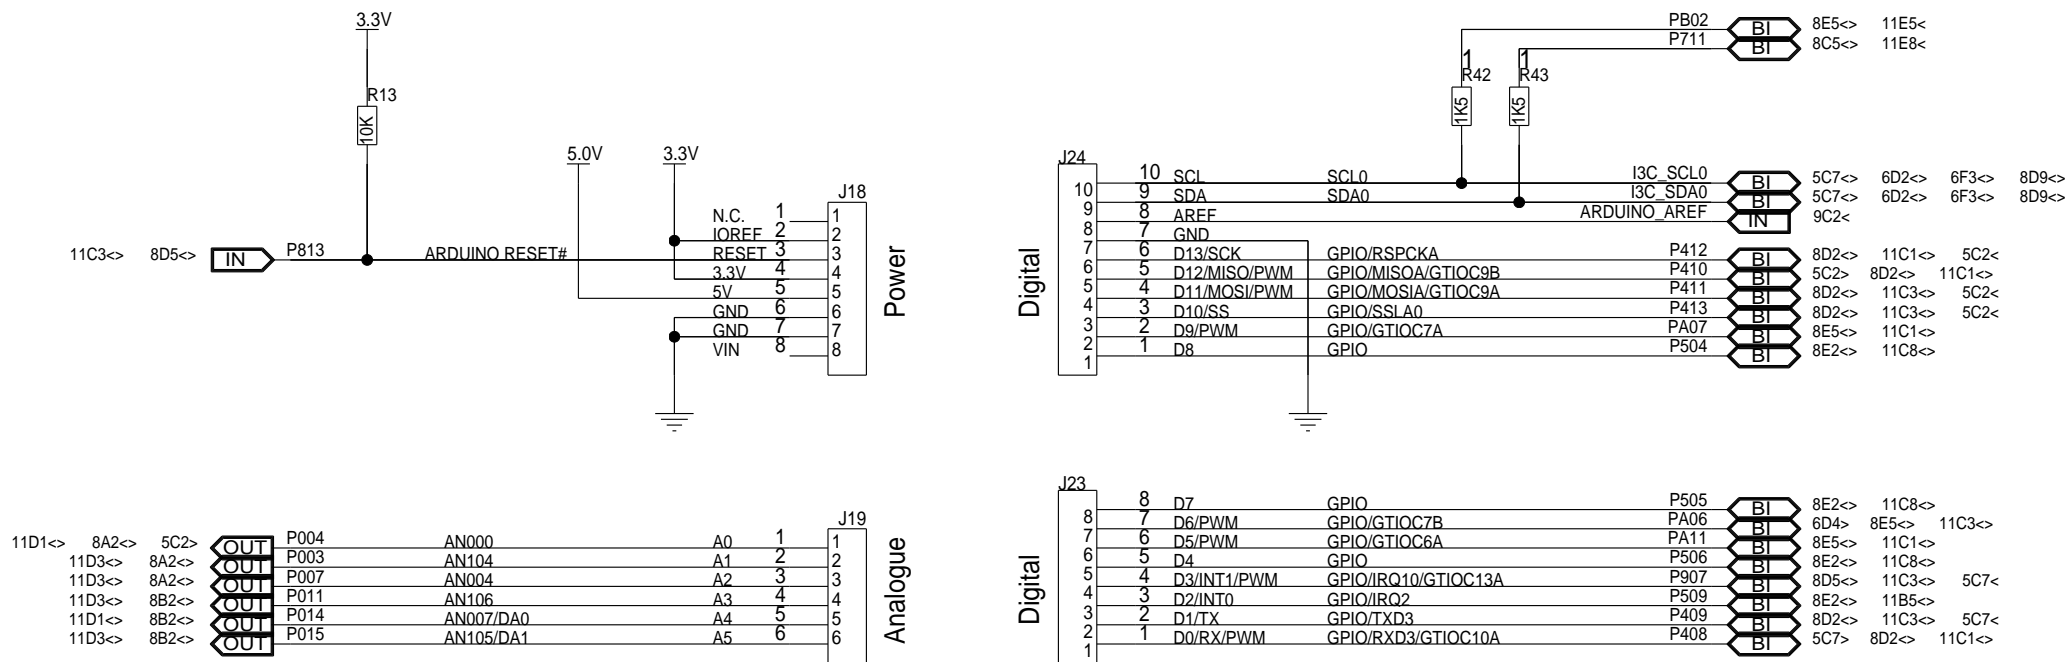 3.3V
R13
10K
5.0V
3.3V
J18
N.C. 1 1
IOREF 2 2
11C3<> 8D5<> IN P813 ARDUINO RESET# RESET 3 3
3.3V 4 4
5V 5 5
GND 6 6
GND 7 7
VIN 8 8
Power
PB02 BI 8E5<> 11E5<
P711 BI 8C5<> 11E8<
1 1
R42 R43
1K5 1K5
J24
10 10 SCL SCL0 I3C_SCL0 BI 5C7<> 6D2<> 6F3<> 8D9<>
9 9 SDA SDA0 I3C_SDA0 BI 5C7<> 6D2<> 6F3<> 8D9<>
8 8 AREF ARDUINO_AREF IN 9C2<
7 7 GND
6 6 D13/SCK GPIO/RSPCKA P412 BI 8D2<> 11C1<> 5C2<
5 5 D12/MISO/PWM GPIO/MISOA/GTIOC9B P410 BI 5C2> 8D2<> 11C1<>
4 4 D11/MOSI/PWM GPIO/MOSIA/GTIOC9A P411 BI 8D2<> 11C3<> 5C2<
3 3 D10/SS GPIO/SSLA0 P413 BI 8D2<> 11C3<> 5C2<
2 2 D9/PWM GPIO/GTIOC7A PA07 BI 8E5<> 11C1<>
1 1 D8 GPIO P504 BI 8E2<> 11C8<>
Digital
J19
11D1<> 8A2<> 5C2> OUT P004 AN000 A0 1 1
11D3<> 8A2<> OUT P003 AN104 A1 2 2
11D3<> 8A2<> OUT P007 AN004 A2 3 3
11D3<> 8B2<> OUT P011 AN106 A3 4 4
11D1<> 8B2<> OUT P014 AN007/DA0 A4 5 5
11D3<> 8B2<> OUT P015 AN105/DA1 A5 6 6
Analogue
J23
8 8 D7 GPIO P505 BI 8E2<> 11C8<>
7 7 D6/PWM GPIO/GTIOC7B PA06 BI 6D4> 8E5<> 11C3<>
6 6 D5/PWM GPIO/GTIOC6A PA11 BI 8E5<> 11C1<>
5 5 D4 GPIO P506 BI 8E2<> 11C8<>
4 4 D3/INT1/PWM GPIO/IRQ10/GTIOC13A P907 BI 8D5<> 11C3<> 5C7<
3 3 D2/INT0 GPIO/IRQ2 P509 BI 8E2<> 11B5<>
2 2 D1/TX GPIO/TXD3 P409 BI 8D2<> 11C3<> 5C7<
1 1 D0/RX/PWM GPIO/RXD3/GTIOC10A P408 BI 5C7> 8D2<> 11C1<>
Digital